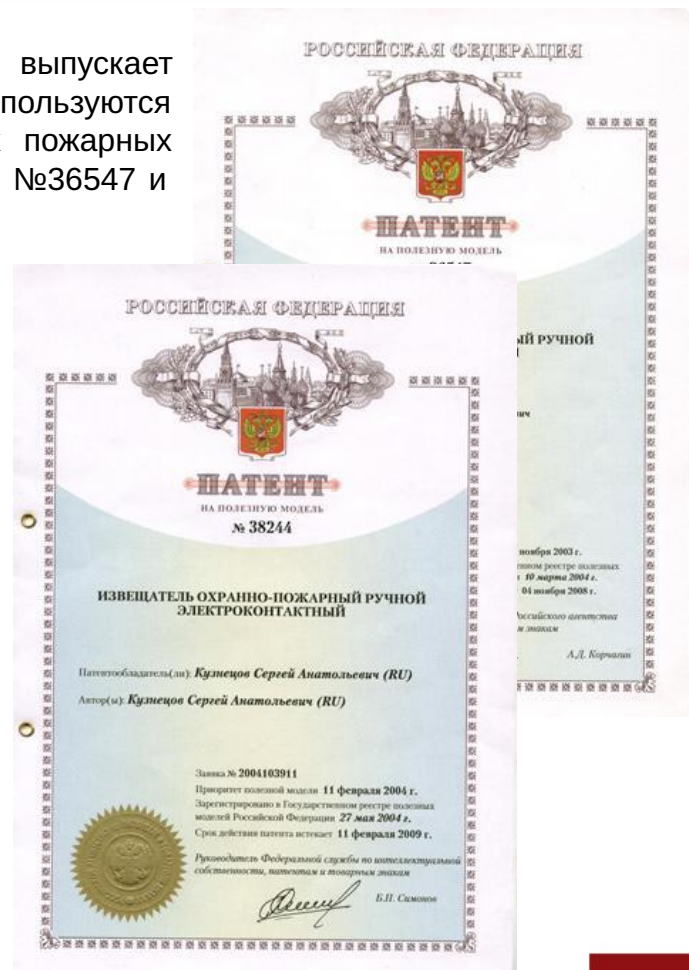 выпускает
пользуются
пожарных
№36547 и
РОССИЙСКАЯ ФЕДЕРАЦИЯ
ПАТЕНТ
НА ПОЛЕЗНУЮ МОДЕЛЬ
ЫЙ РУЧНОЙ
ноября 2003 г.
10 марта 2004 г.
04 ноября 2008 г.
Российского агентства
знакам
А.Д. Корчагин
РОССИЙСКАЯ ФЕДЕРАЦИЯ
ПАТЕНТ
НА ПОЛЕЗНУЮ МОДЕЛЬ
№ 38244
ИЗВЕЩАТЕЛЬ ОХРАННО-ПОЖАРНЫЙ РУЧНОЙ
ЭЛЕКТРОКОНТАКТНЫЙ
Патентообладатель(ли): Кузнецов Сергей Анатольевич (RU)
Автор(ы): Кузнецов Сергей Анатольевич (RU)
Заявка № 2004103911
Приоритет полезной модели 11 февраля 2004 г.
Зарегистрировано в Государственном реестре полезных
моделей Российской Федерации 27 мая 2004 г.
Срок действия патента истекает 11 февраля 2009 г.
Руководитель Федеральной службы по интеллектуальной
собственности, патентам и товарным знакам
Б.П. Симонов